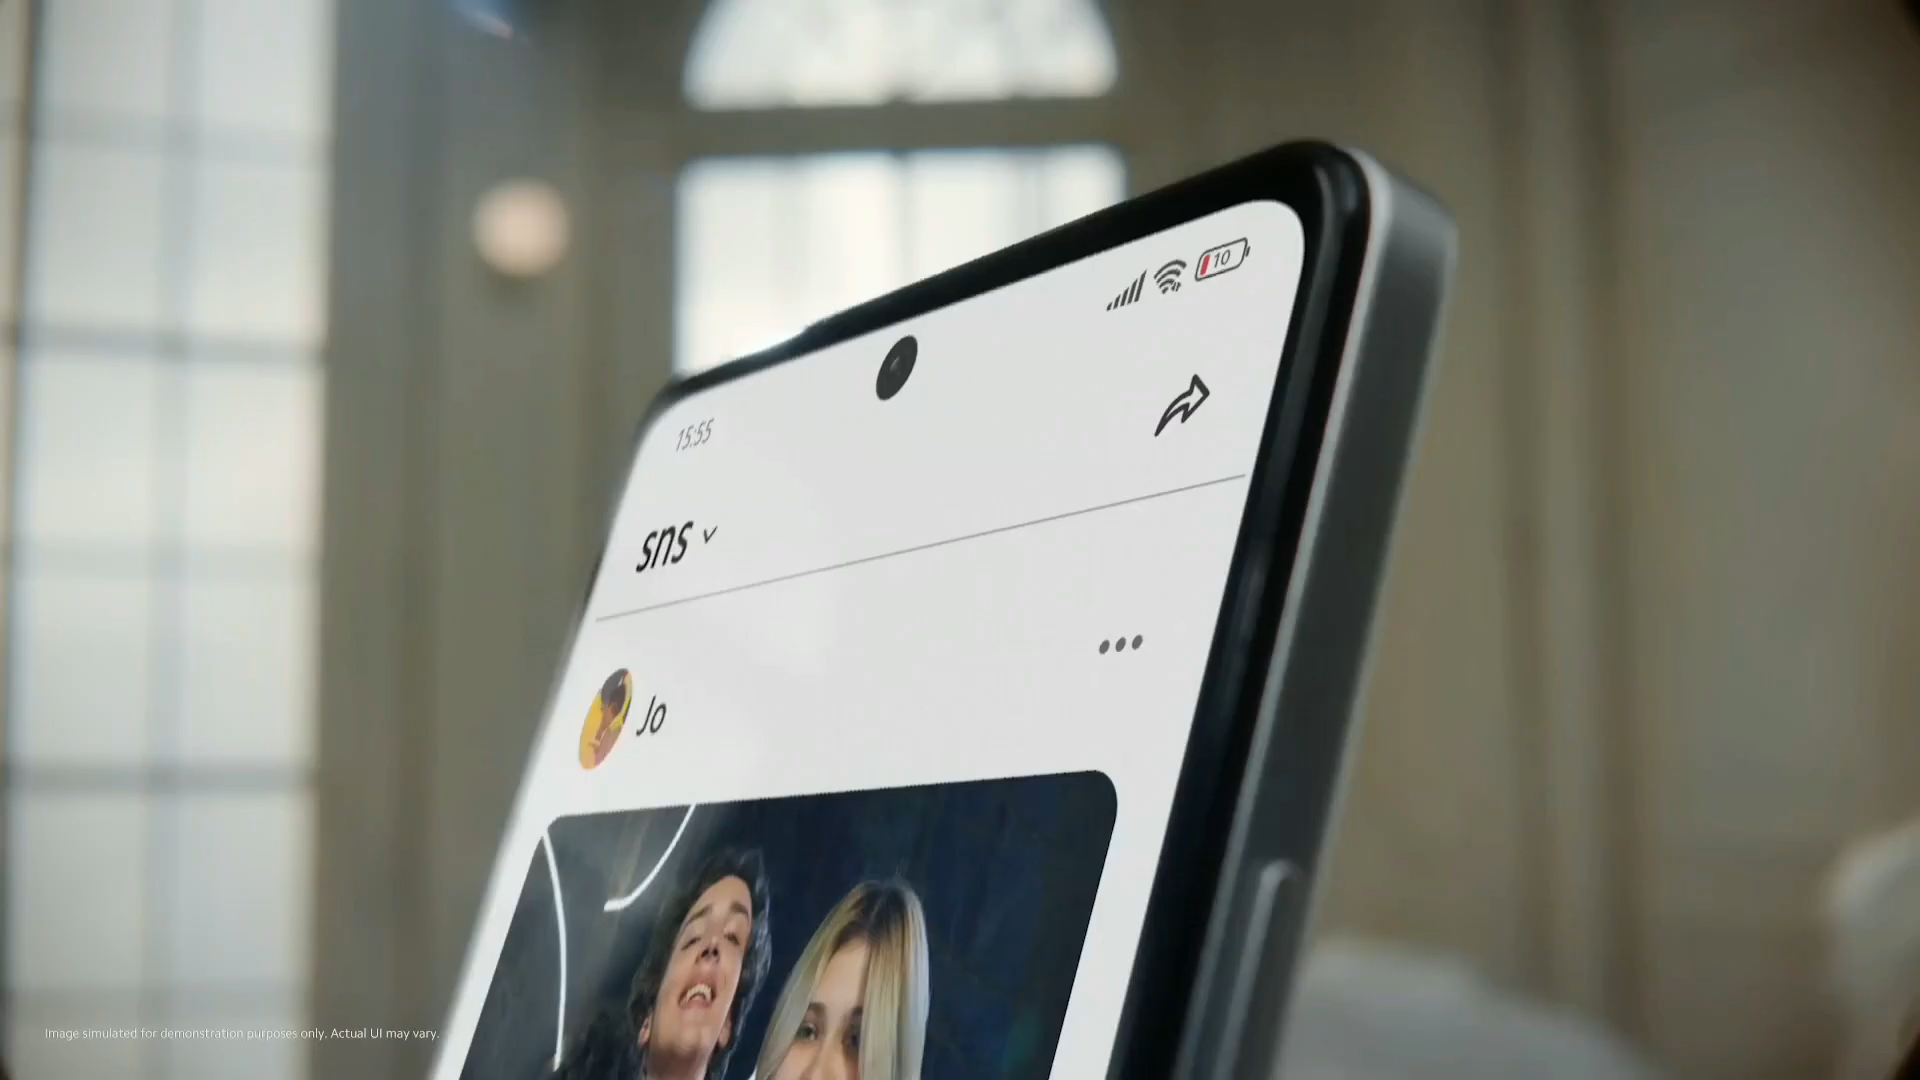 10
15:55
sns
Jo
Image simulated for demonstration purposes only. Actual UI may vary.